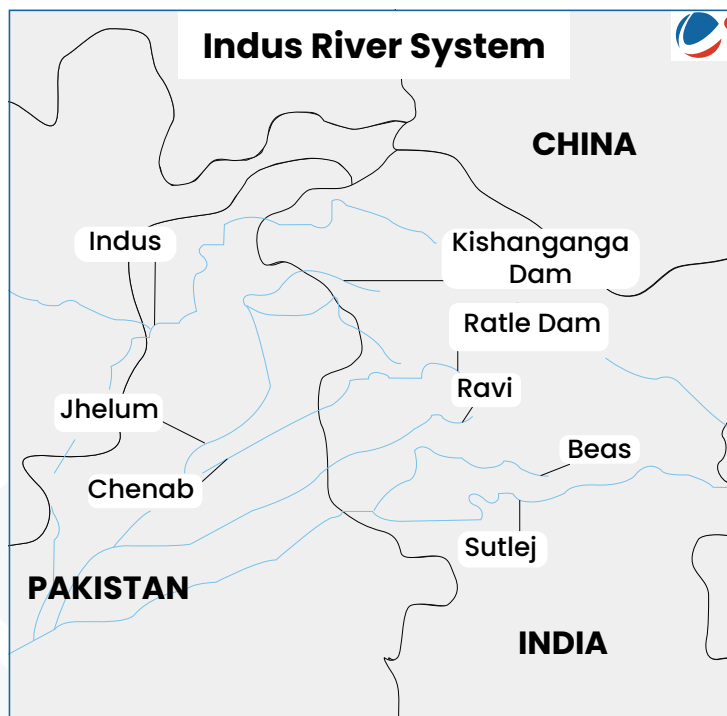 Indus River System
CHINA
Indus
Kishanganga
Dam
Ratle Dam
Ravi
Jhelum
Beas
Chenab
Sutlej
PAKISTAN
INDIA